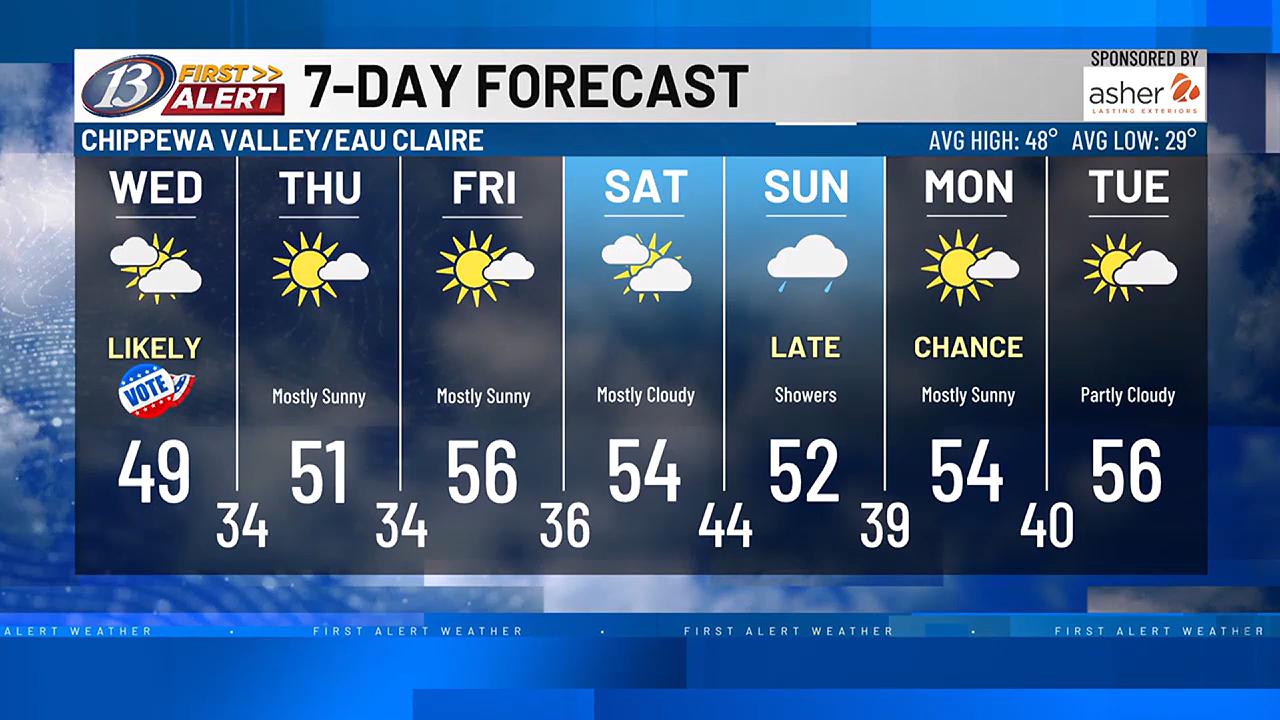 13 FIRST >>
ALERT
7-DAY FORECAST
SPONSORED BY
asher
LASTING EXTERIORS
CHIPPEWA VALLEY/EAU CLAIRE
AVG HIGH: 48° AVG LOW: 29°
WED THU FRI SAT SUN MON TUE
LIKELY LATE CHANCE
VOTE
Mostly Sunny Mostly Sunny Mostly Cloudy Showers Mostly Sunny Partly Cloudy
49 51 56 54 52 54 56
34 34 36 44 39 40
ALERT WEATHER • FIRST ALERT WEATHER • FIRST ALERT WEATHER • FIRST ALERT WEATHER